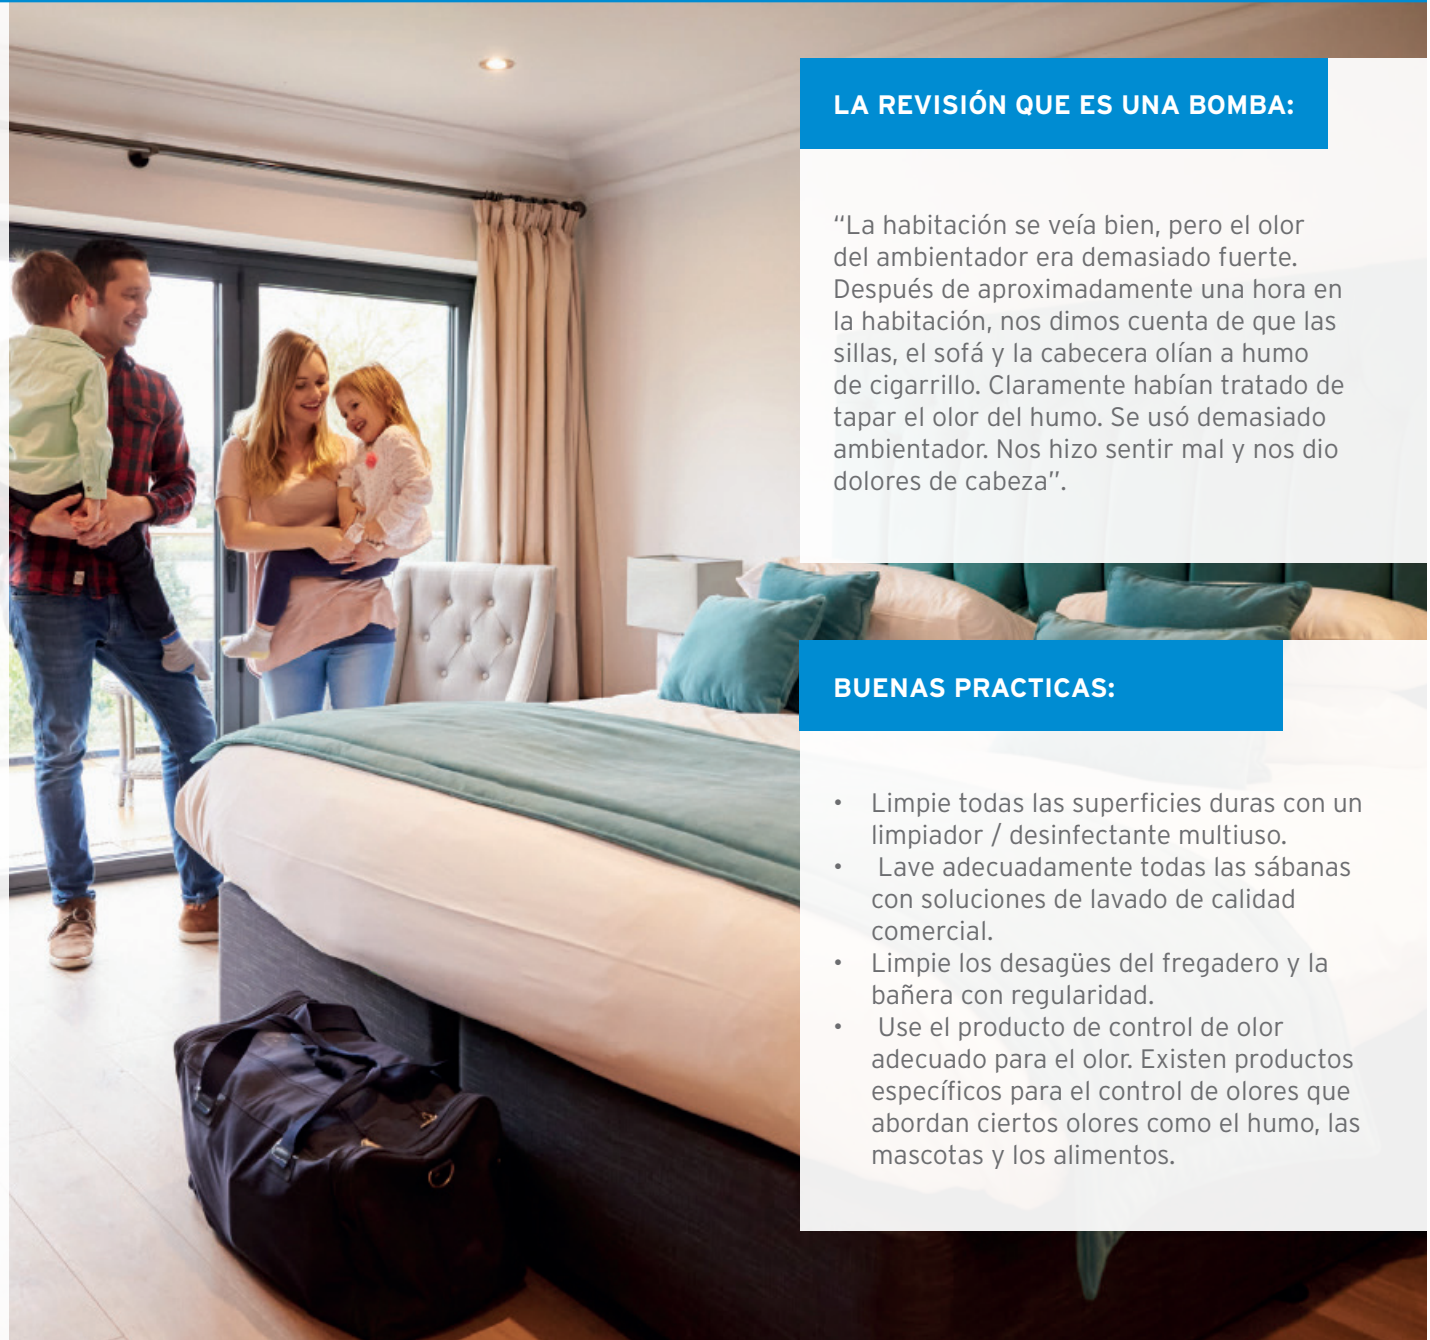 LA REVISIÓN QUE ES UNA BOMBA:
“La habitación se veía bien, pero el olor
del ambientador era demasiado fuerte.
Después de aproximadamente una hora en
la habitación, nos dimos cuenta de que las
sillas, el sofá y la cabecera olían a humo
de cigarrillo. Claramente habían tratado de
tapar el olor del humo. Se usó demasiado
ambientador. Nos hizo sentir mal y nos dio
dolores de cabeza”.
BUENAS PRACTICAS:
• Limpie todas las superficies duras con un
limpiador / desinfectante multiuso.
• Lave adecuadamente todas las sábanas
con soluciones de lavado de calidad
comercial.
• Limpie los desagües del fregadero y la
bañera con regularidad.
• Use el producto de control de olor
adecuado para el olor. Existen productos
específicos para el control de olores que
abordan ciertos olores como el humo, las
mascotas y los alimentos.